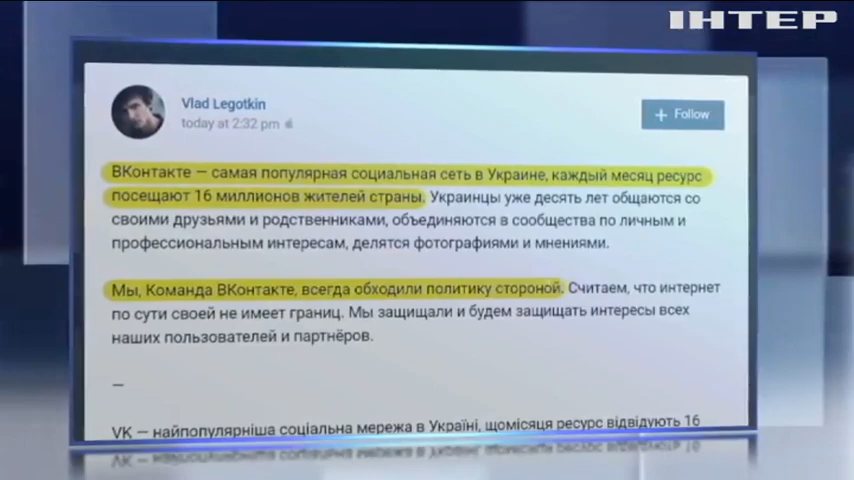 ІНТЕР
Vlad Legotkin
today at 2:32 pm
+ Follow
ВКонтакте — самая популярная социальная сеть в Украине, каждый месяц ресурс
посещают 16 миллионов жителей страны. Украинцы уже десять лет общаются со
своими друзьями и родственниками, объединяются в сообщества по личным и
профессиональным интересам, делятся фотографиями и мнениями.
Мы, Команда ВКонтакте, всегда обходили политику стороной. Считаем, что интернет
по сути своей не имеет границ. Мы защищали и будем защищать интересы всех
наших пользователей и партнёров.
—
VK — найпопулярніша соціальна мережа в Україні, щомісяця ресурс відвідують 16